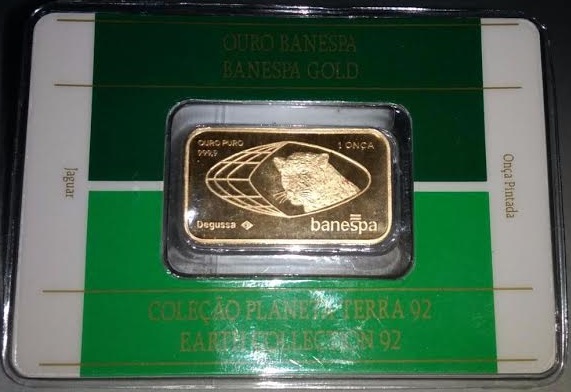 OURO BANESPA
BANESPA GOLD
OURO PURO
999,9
1 ONÇA
Degussa
banespa
Jaguar
Onça Pintada
COLEÇÃO PLANETA TERRA 92
EARTH COLLECTION 92